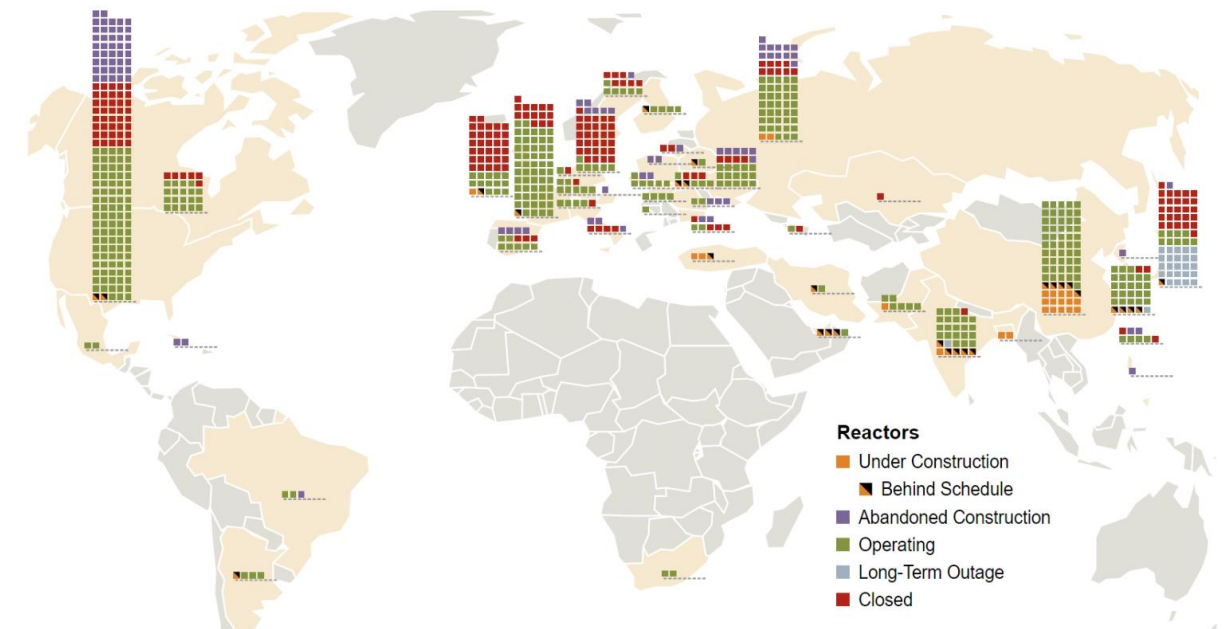 Reactors
Under Construction
Behind Schedule
Abandoned Construction
Operating
Long-Term Outage
Closed